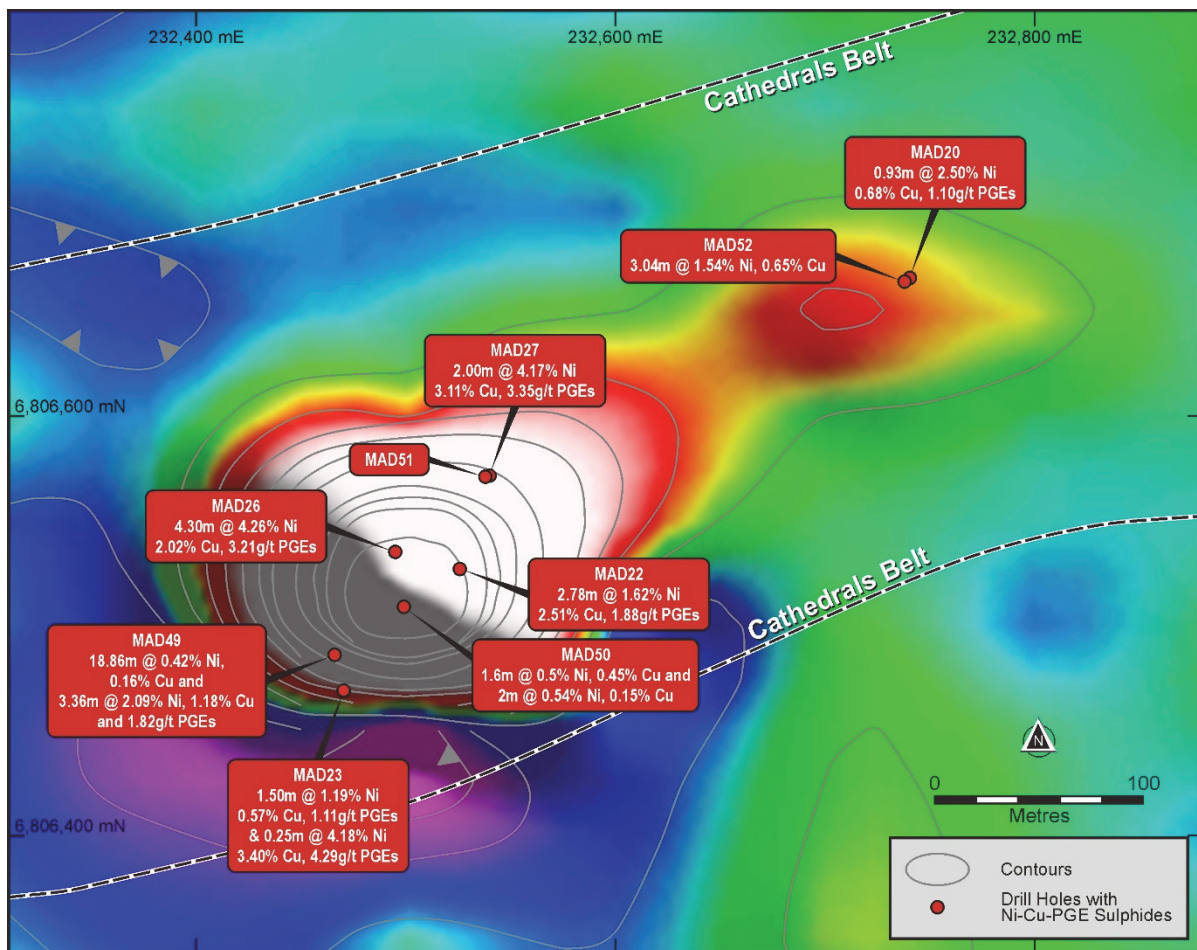 232,400 mE
232,600 mE
232,800 mE
Cathedrals Belt
MAD20
0.93m @ 2.50% Ni
0.68% Cu, 1.10g/t PGEs
MAD52
3.04m @ 1.54% Ni, 0.65% Cu
MAD27
2.00m @ 4.17% Ni
3.11% Cu, 3.35g/t PGEs
6,806,600 mN
MAD51
MAD26
4.30m @ 4.26% Ni
2.02% Cu, 3.21g/t PGEs
MAD22
2.78m @ 1.62% Ni
2.51% Cu, 1.88g/t PGEs
Cathedrals Belt
MAD49
18.86m @ 0.42% Ni,
0.16% Cu and
3.36m @ 2.09% Ni, 1.18% Cu
and 1.82g/t PGEs
MAD50
1.6m @ 0.5% Ni, 0.45% Cu and
2m @ 0.54% Ni, 0.15% Cu
MAD23
1.50m @ 1.19% Ni
0.57% Cu, 1.11g/t PGEs
& 0.25m @ 4.18% Ni
3.40% Cu, 4.29g/t PGEs
6,806,400 mN
N
0 100
Metres
Contours
Drill Holes with
Ni-Cu-PGE Sulphides